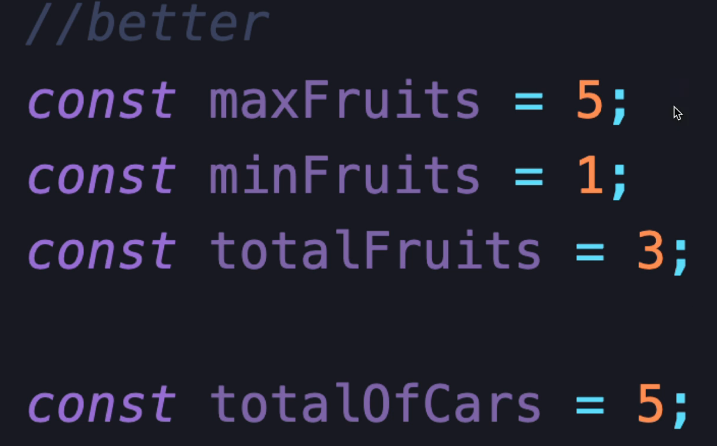 //better
const maxFruits = 5;
const minFruits = 1;
const totalFruits = 3;
const totalOfCars = 5;